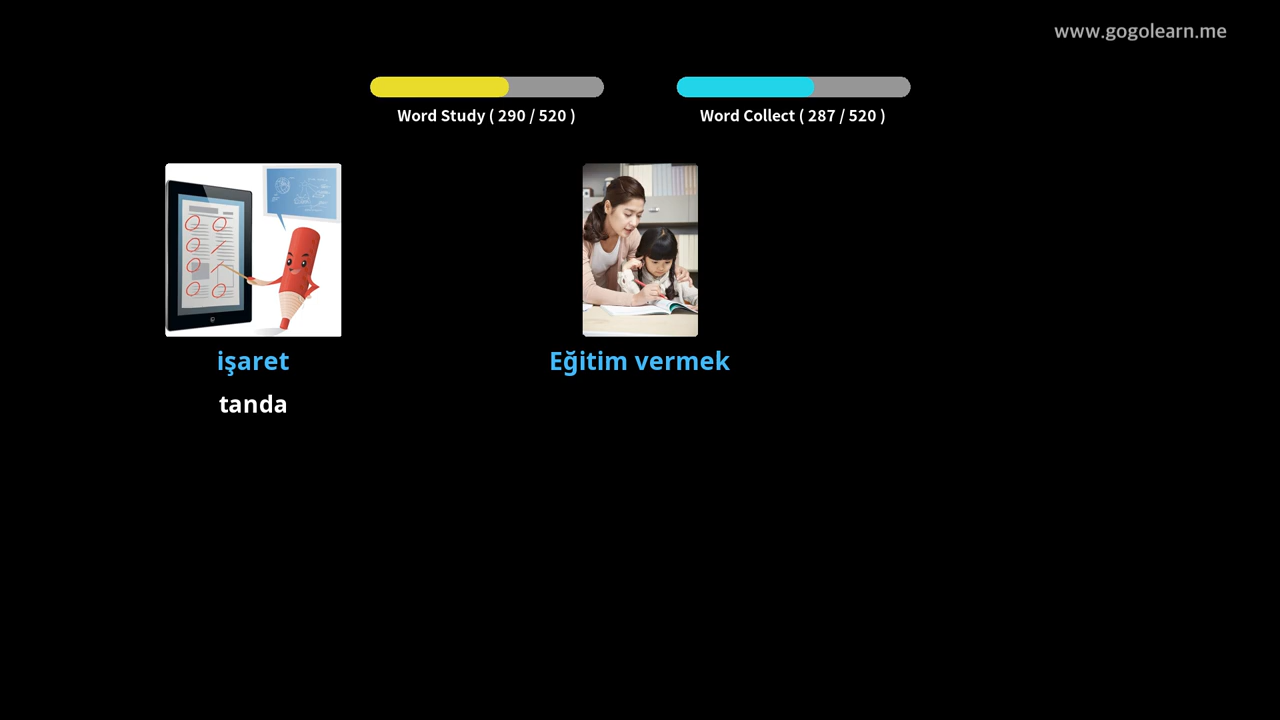 www.gogolearn.me
Word Study ( 290 / 520 )
Word Collect ( 287 / 520 )
işaret
Eğitim vermek
tanda